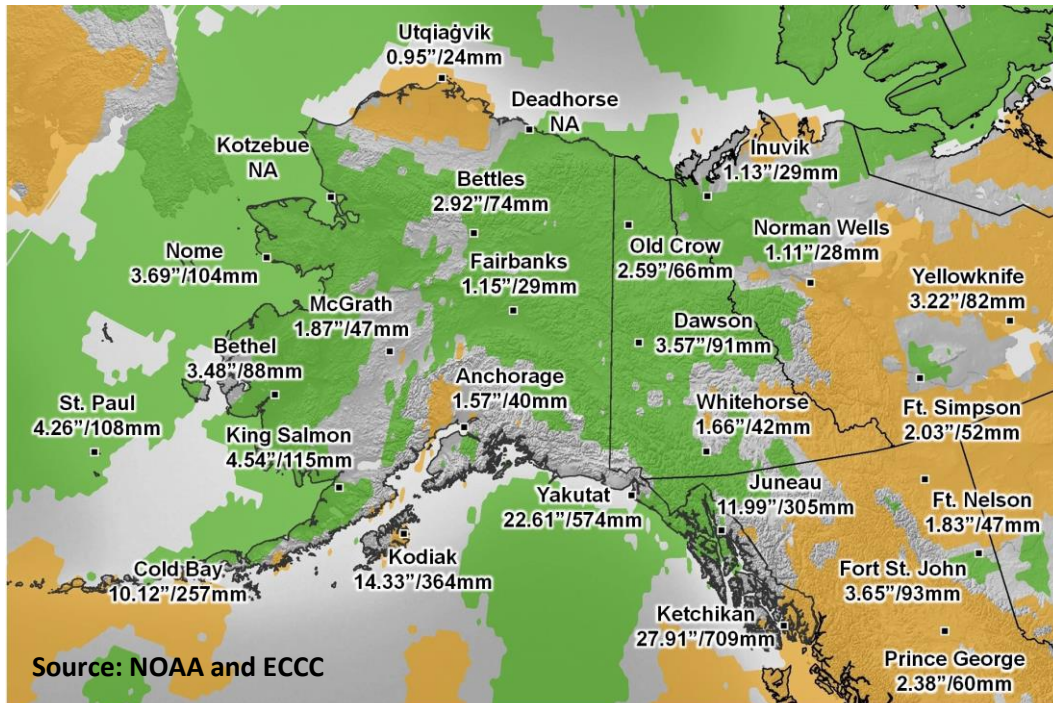 Utqiaġvik
0.95”/24mm
Deadhorse
NA
Kotzebue
NA
Inuvik
1.13”/29mm
Bettles
2.92”/74mm
Nome
3.69”/104mm
Fairbanks
1.15”/29mm
Old Crow
2.59”/66mm
Norman Wells
1.11”/28mm
Yellowknife
3.22”/82mm
McGrath
1.87”/47mm
Dawson
3.57”/91mm
Bethel
3.48”/88mm
Anchorage
1.57”/40mm
Whitehorse
1.66”/42mm
St. Paul
4.26”/108mm
Ft. Simpson
2.03”/52mm
King Salmon
4.54”/115mm
Yakutat
22.61”/574mm
Juneau
11.99”/305mm
Ft. Nelson
1.83”/47mm
Cold Bay
10.12”/257mm
Kodiak
14.33”/364mm
Fort St. John
3.65”/93mm
Ketchikan
27.91”/709mm
Prince George
2.38”/60mm
Source: NOAA and ECCC